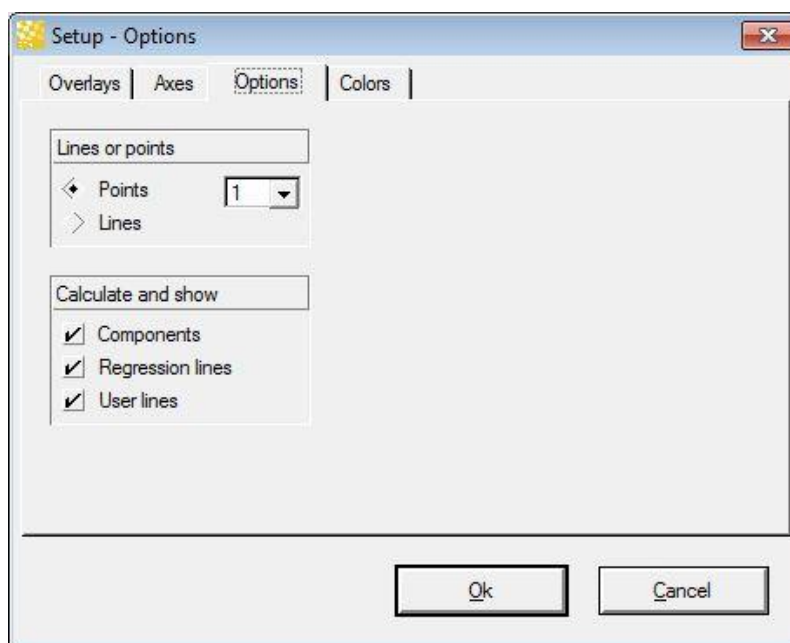 Setup - Options
Overlays Axes Options Colors
Lines or points
Points 1
Lines
Calculate and show
Components
Regression lines
User lines
Ok Cancel